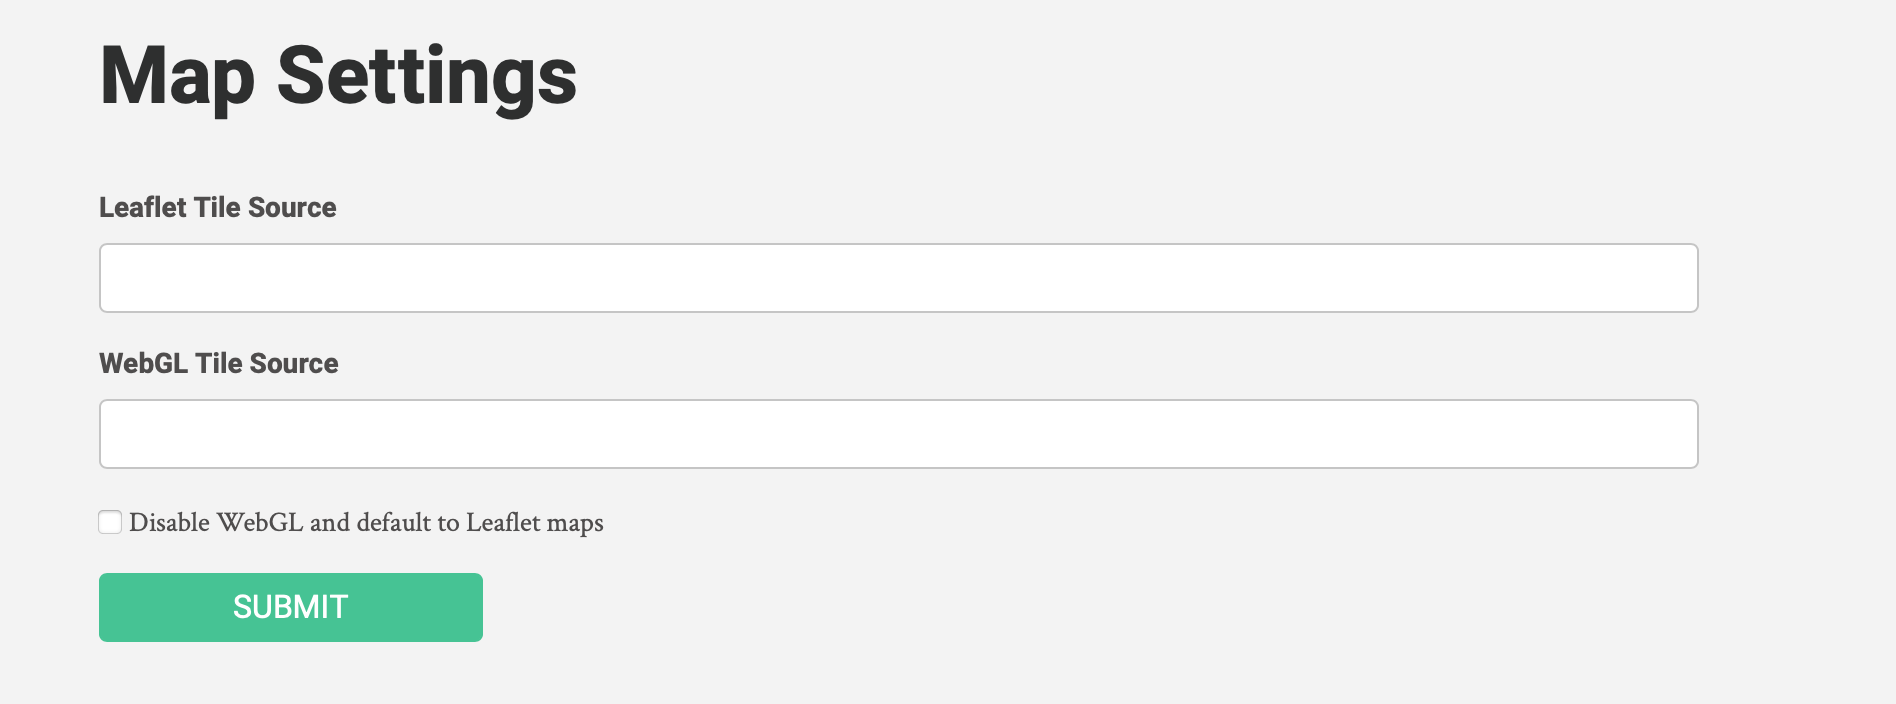 Map Settings
Leaflet Tile Source
WebGL Tile Source
Disable WebGL and default to Leaflet maps
SUBMIT